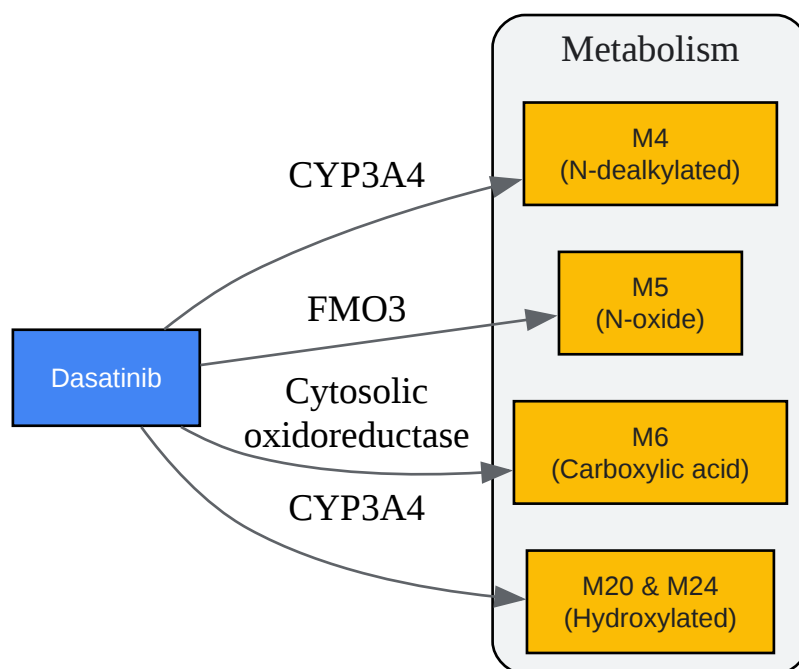 Metabolism
M4
(N-dealkylated)
CYP3A4
M5
(N-oxide)
FMO3
Dasatinib
Cytosolic
oxidoreductase
M6
(Carboxylic acid)
CYP3A4
M20 & M24
(Hydroxylated)